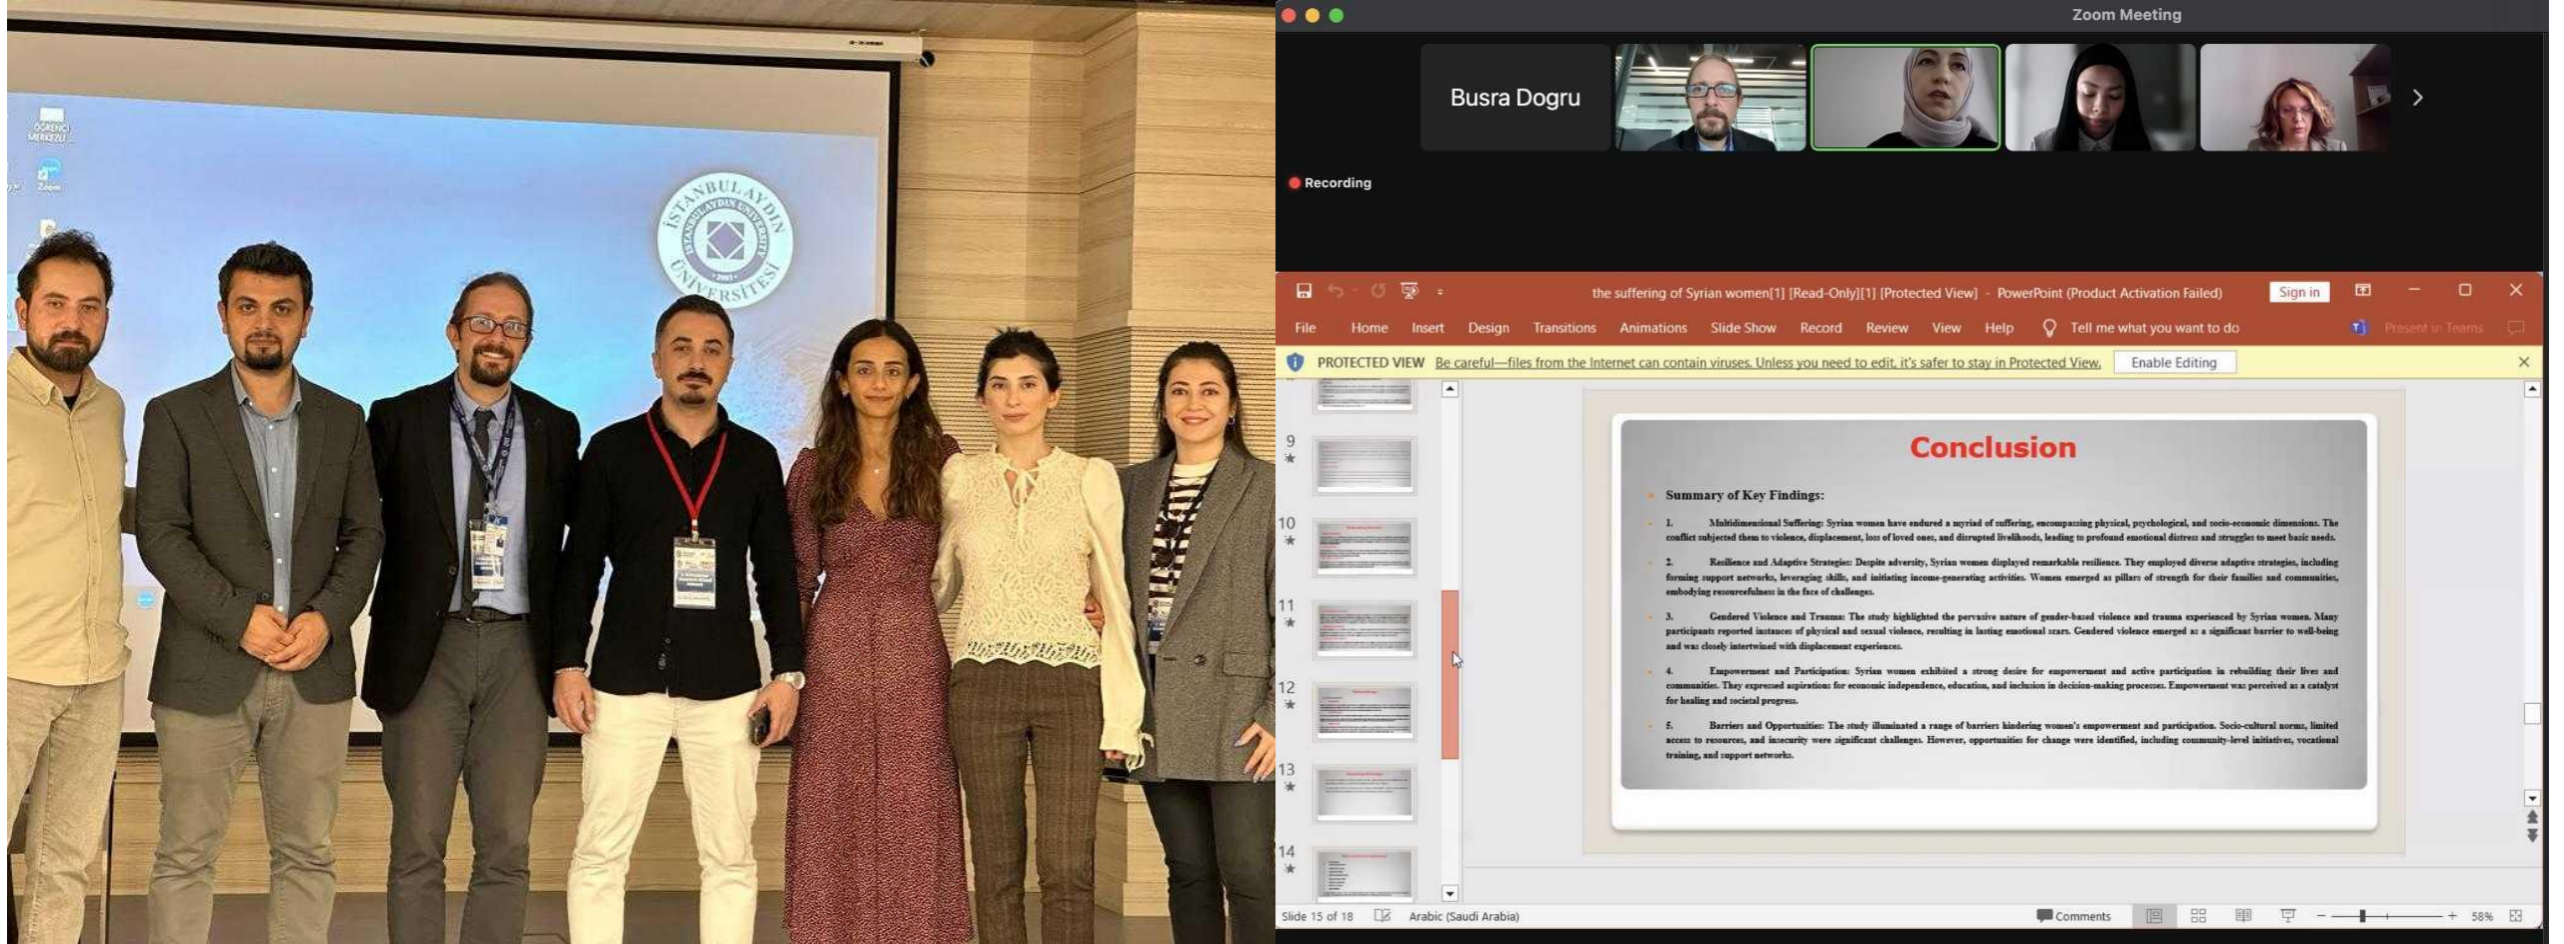 ÖĞRENCİ
MERKEZLİ ...
Zoom
İSTANBUL AYDIN
ÜNİVERSİTESİ
ISTANBUL AYDIN UNIVERSITY
2003
Zoom Meeting
Busra Dogru
Recording
the suffering of Syrian women[1] [Read-Only][1] [Protected View] - PowerPoint (Product Activation Failed)
Sign in
File Home Insert Design Transitions Animations Slide Show Record Review View Help Tell me what you want to do Present in Teams
PROTECTED VIEW Be careful—files from the Internet can contain viruses. Unless you need to edit, it's safer to stay in Protected View. Enable Editing
9
10
11
12
13
14
Conclusion
Summary of Key Findings:
1. Multidimensional Suffering: Syrian women have endured a myriad of suffering, encompassing physical, psychological, and socio-economic dimensions. The
conflict subjected them to violence, displacement, loss of loved ones, and disrupted livelihoods, leading to profound emotional distress and struggles to meet basic needs.
2. Resilience and Adaptive Strategies: Despite adversity, Syrian women displayed remarkable resilience. They employed diverse adaptive strategies, including
forming support networks, leveraging skills, and initiating income-generating activities. Women emerged as pillars of strength for their families and communities,
embodying resourcefulness in the face of challenges.
3. Gendered Violence and Trauma: The study highlighted the pervasive nature of gender-based violence and trauma experienced by Syrian women. Many
participants reported instances of physical and sexual violence, resulting in lasting emotional scars. Gendered violence emerged as a significant barrier to well-being
and was closely intertwined with displacement experiences.
4. Empowerment and Participation: Syrian women exhibited a strong desire for empowerment and active participation in rebuilding their lives and
communities. They expressed aspirations for economic independence, education, and inclusion in decision-making processes. Empowerment was perceived as a catalyst
for healing and societal progress.
5. Barriers and Opportunities: The study illuminated a range of barriers hindering women's empowerment and participation. Socio-cultural norms, limited
access to resources, and insecurity were significant challenges. However, opportunities for change were identified, including community-level initiatives, vocational
training, and support networks.
Slide 15 of 18 Arabic (Saudi Arabia) Comments 58%